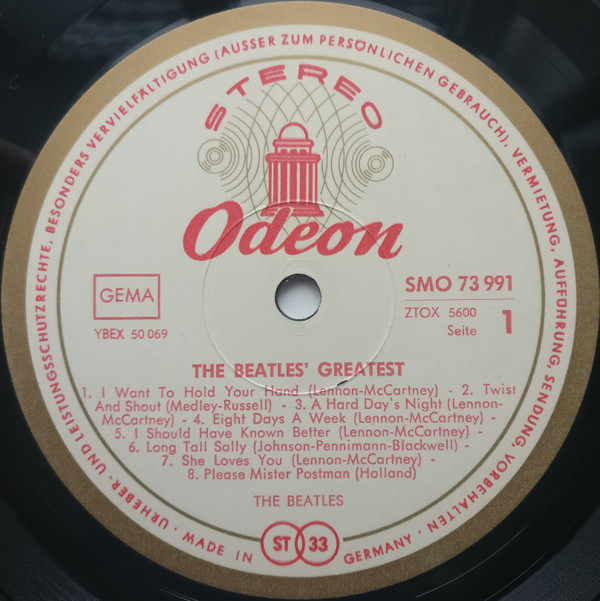 URHEBER- UND LEISTUNGSSCHUTZRECHTE, BESONDERS VERVIELFÄLTIGUNG (AUSSER ZUM PERSÖNLICHEN GEBRAUCH), VERMIETUNG, AUFFÜHRUNG, SENDUNG, VORBEHALTEN ·
STEREO
Odeon
GEMA
YBEX 50 069
SMO 73 991
ZTOX 5600
Seite 1
THE BEATLES' GREATEST
1. I Want To Hold Your Hand (Lennon-McCartney) - 2. Twist
And Shout (Medley-Russell) - 3. A Hard Day's Night (Lennon-
McCartney) - 4. Eight Days A Week (Lennon-McCartney) -
5. I Should Have Known Better (Lennon-McCartney) -
6. Long Tall Sally (Johnson-Pennimann-Blackwell) -
7. She Loves You (Lennon-McCartney) -
8. Please Mister Postman (Holland)
THE BEATLES
· MADE IN GERMANY ·
ST 33